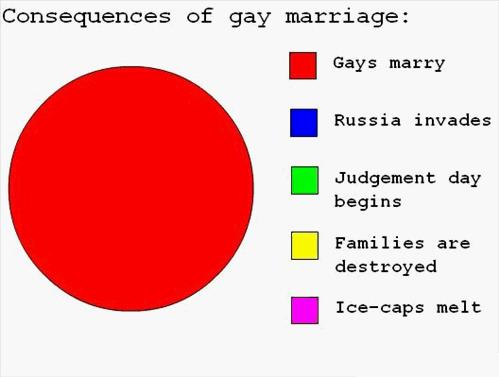 Consequences of gay marriage:
Gays marry
Russia invades
Judgement day
begins
Families are
destroyed
Ice-caps melt